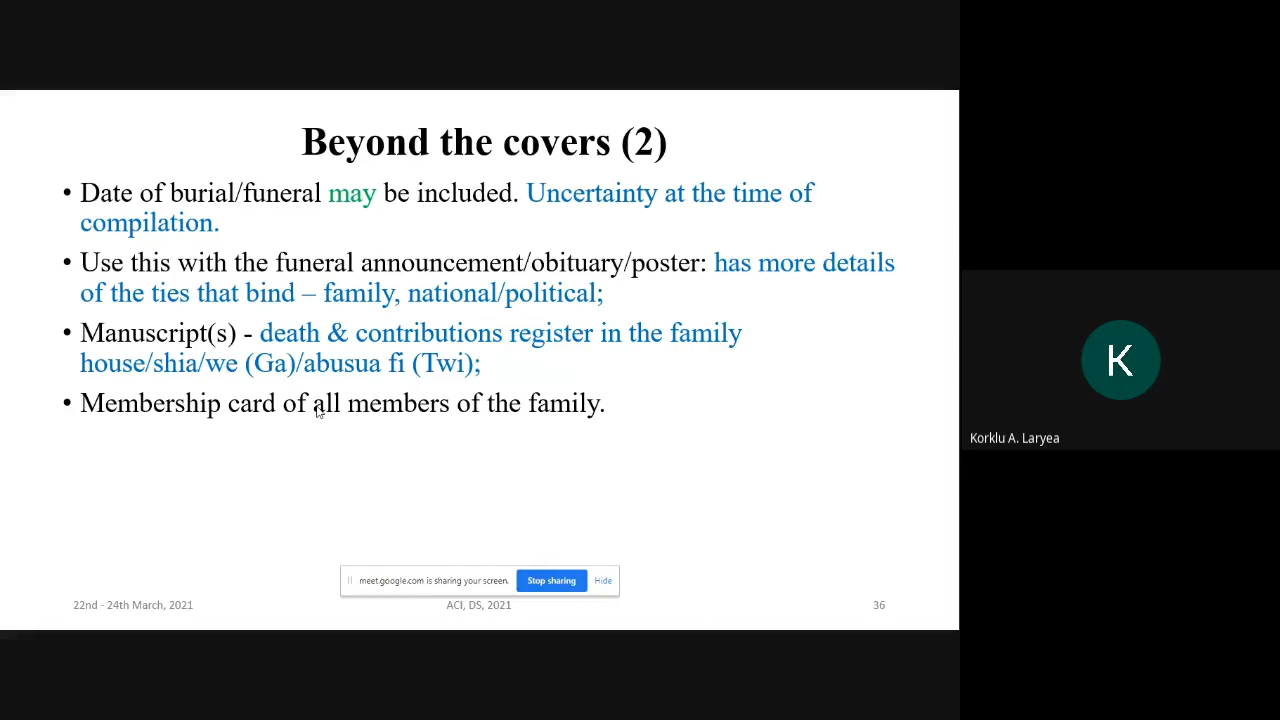 Beyond the covers (2)
• Date of burial/funeral may be included. Uncertainty at the time of
compilation.
• Use this with the funeral announcement/obituary/poster: has more details
of the ties that bind – family, national/political;
• Manuscript(s) - death & contributions register in the family
house/shia/we (Ga)/abusua fi (Twi);
• Membership card of all members of the family.
meet.google.com is sharing your screen. Stop sharing Hide
22nd - 24th March, 2021 ACI, DS, 2021 36
K
Korklu A. Laryea